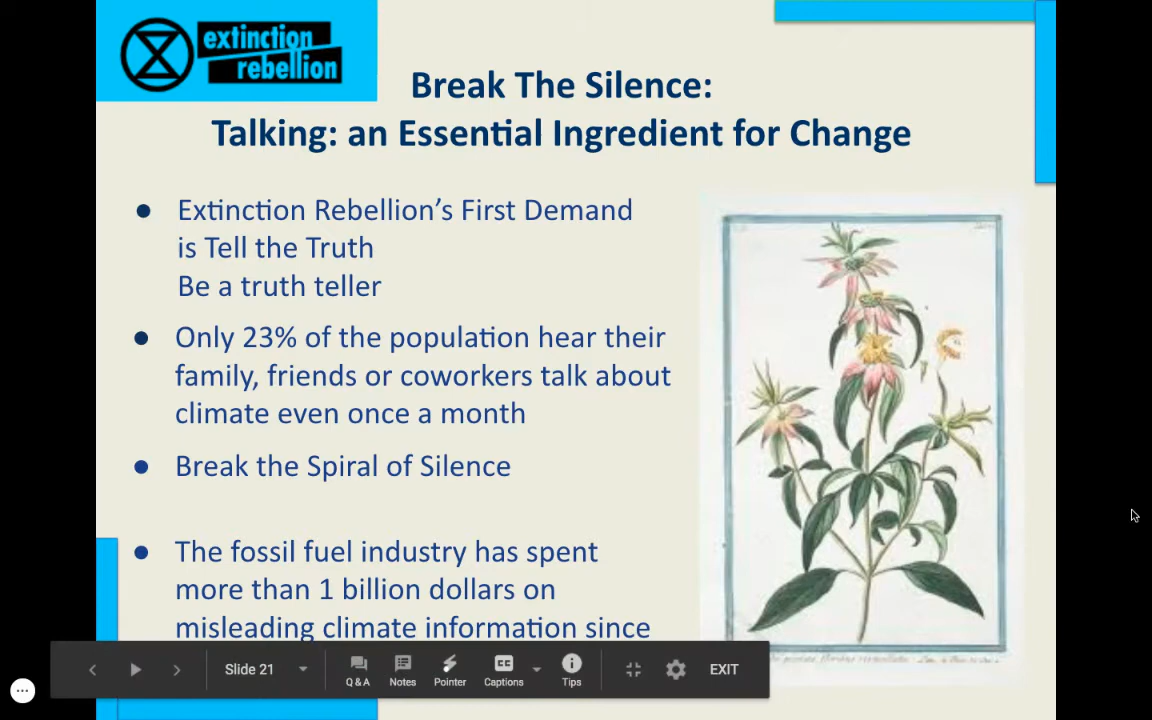 extinction
rebellion
Break The Silence:
Talking: an Essential Ingredient for Change
● Extinction Rebellion’s First Demand
is Tell the Truth
Be a truth teller
● Only 23% of the population hear their
family, friends or coworkers talk about
climate even once a month
● Break the Spiral of Silence
● The fossil fuel industry has spent
more than 1 billion dollars on
misleading climate information since
Slide 21
Q & A
Notes
Pointer
CC
Captions
Tips
EXIT